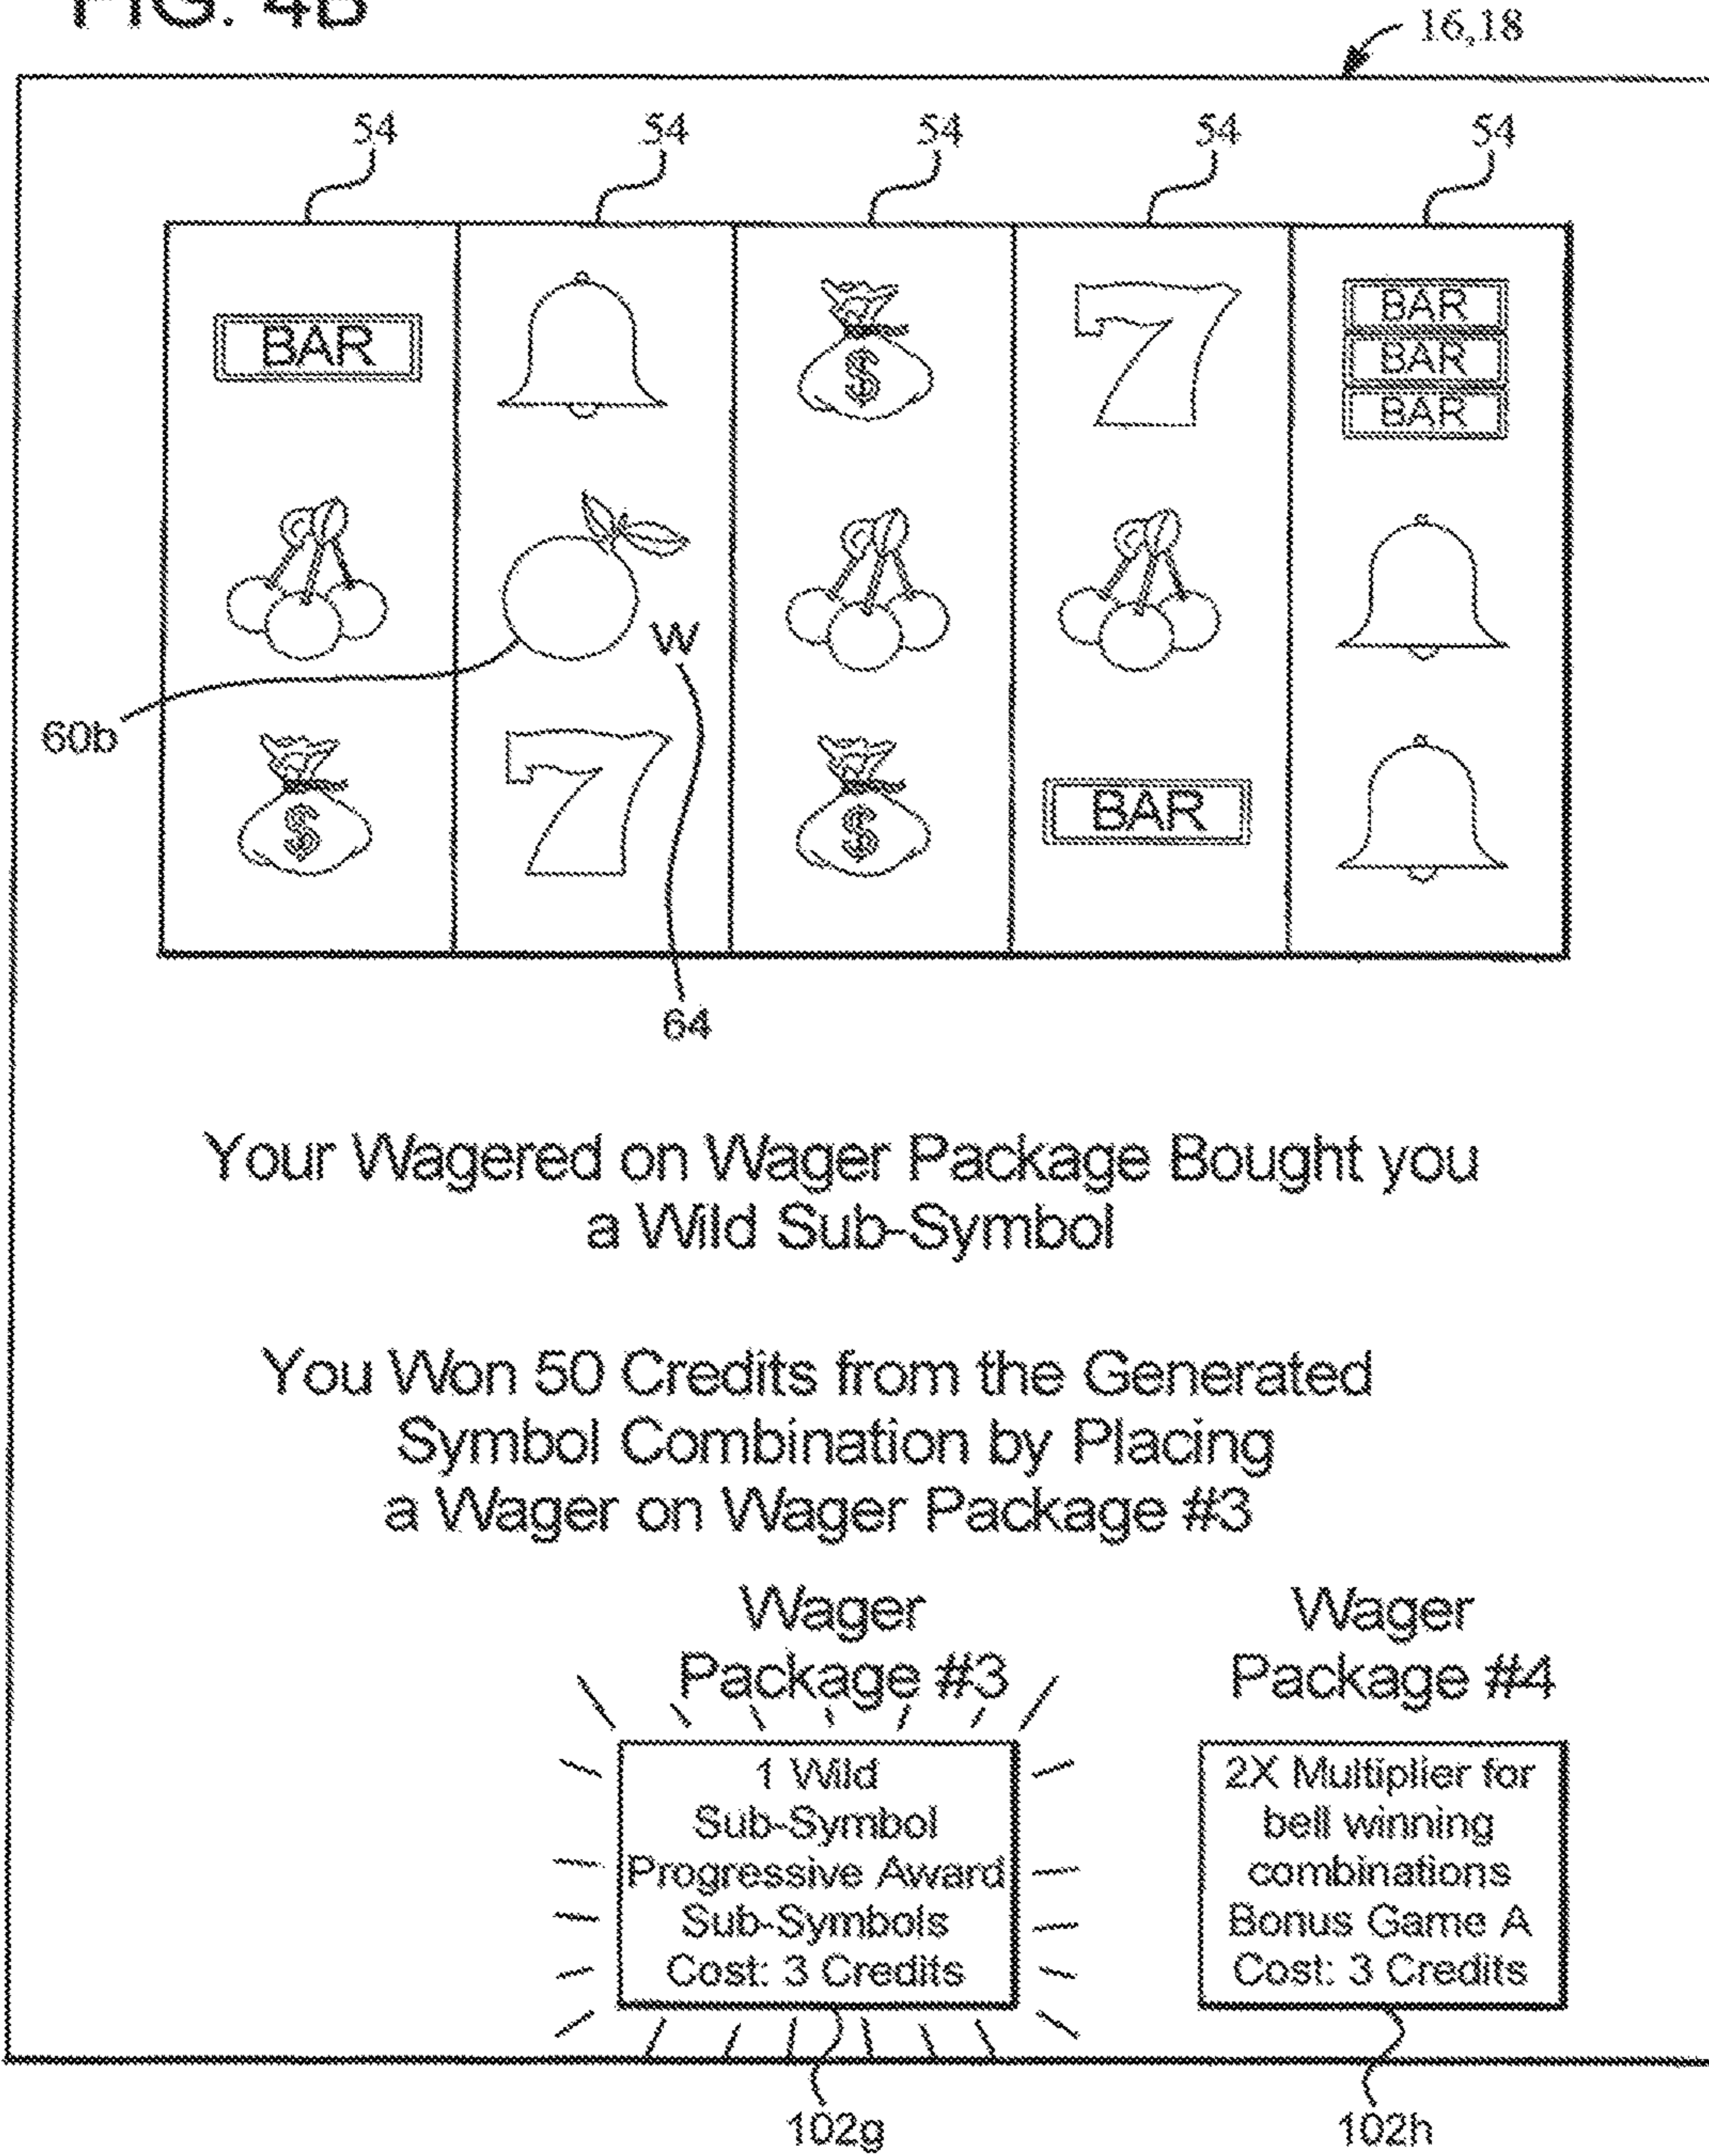 FIG. 4B
16,18
54 54 54 54 54
BAR $ 7 BAR
BAR
BAR
W
60b
$ 7 $ BAR
64
Your Wagered on Wager Package Bought you
a Wild Sub-Symbol
You Won 50 Credits from the Generated
Symbol Combination by Placing
a Wager on Wager Package #3
Wager
Package #3
1 Wild
Sub-Symbol
Progressive Award
Sub-Symbols
Cost: 3 Credits
102g
Wager
Package #4
2X Multiplier for
bell winning
combinations
Bonus Game A
Cost: 3 Credits
102h